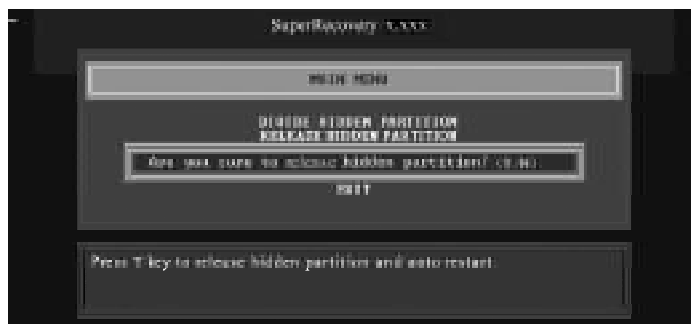 SuperRecovery x.xxx
MAIN MENU
DIVIDE HIDDEN PARTITION
RELEASE HIDDEN PARTITION
Are you sure to release hidden partition? (Y/N)
EXIT
Press Y key to release hidden partition and auto restart